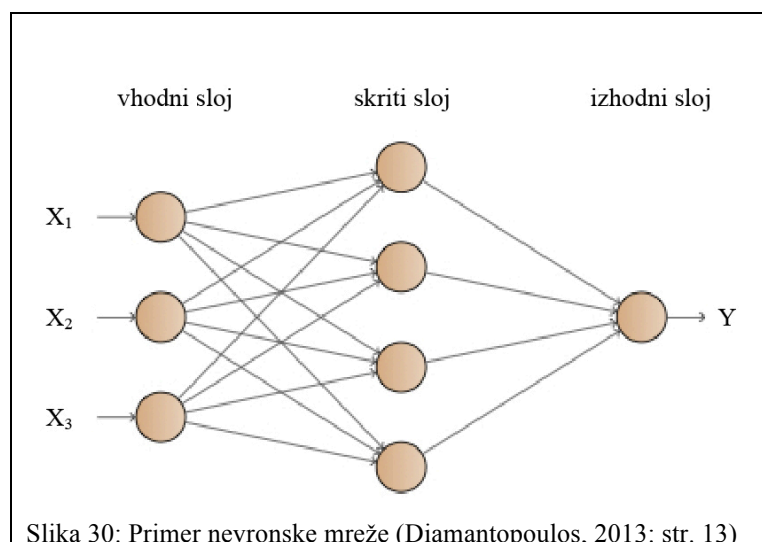 vhodni sloj skriti sloj izhodni sloj
X₁
X₂ Y
X₃
Slika 30: Primer nevronske mreže (Diamantopoulos, 2013: str. 13)